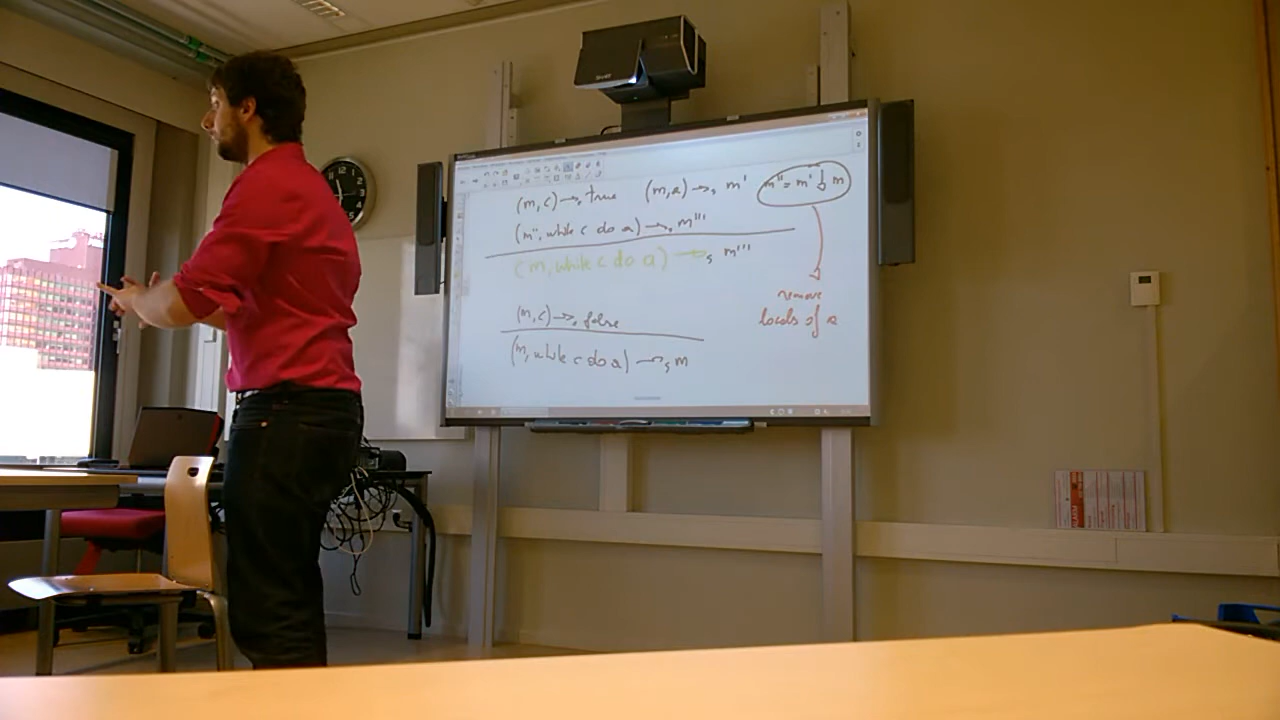 (m, c) → s true (m, a) → s m' m'' = m' ↓ m
(m'', while c do a) → s m'''
(m, while c do a) → s m'''
remove
locals of a
(m, c) → s false
(m, while c do a) → s m